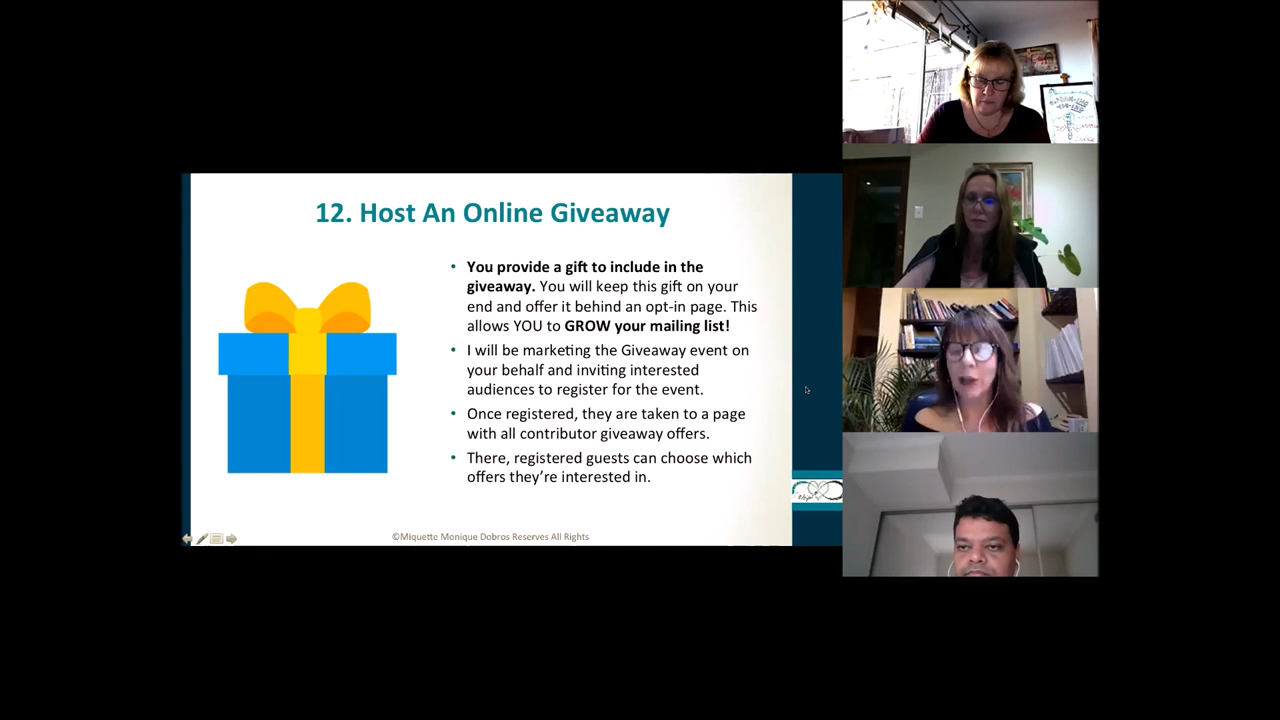 12. Host An Online Giveaway
• You provide a gift to include in the
giveaway. You will keep this gift on your
end and offer it behind an opt-in page. This
allows YOU to GROW your mailing list!
• I will be marketing the Giveaway event on
your behalf and inviting interested
audiences to register for the event.
• Once registered, they are taken to a page
with all contributor giveaway offers.
• There, registered guests can choose which
offers they’re interested in.
©Miquette Monique Dobros Reserves All Rights